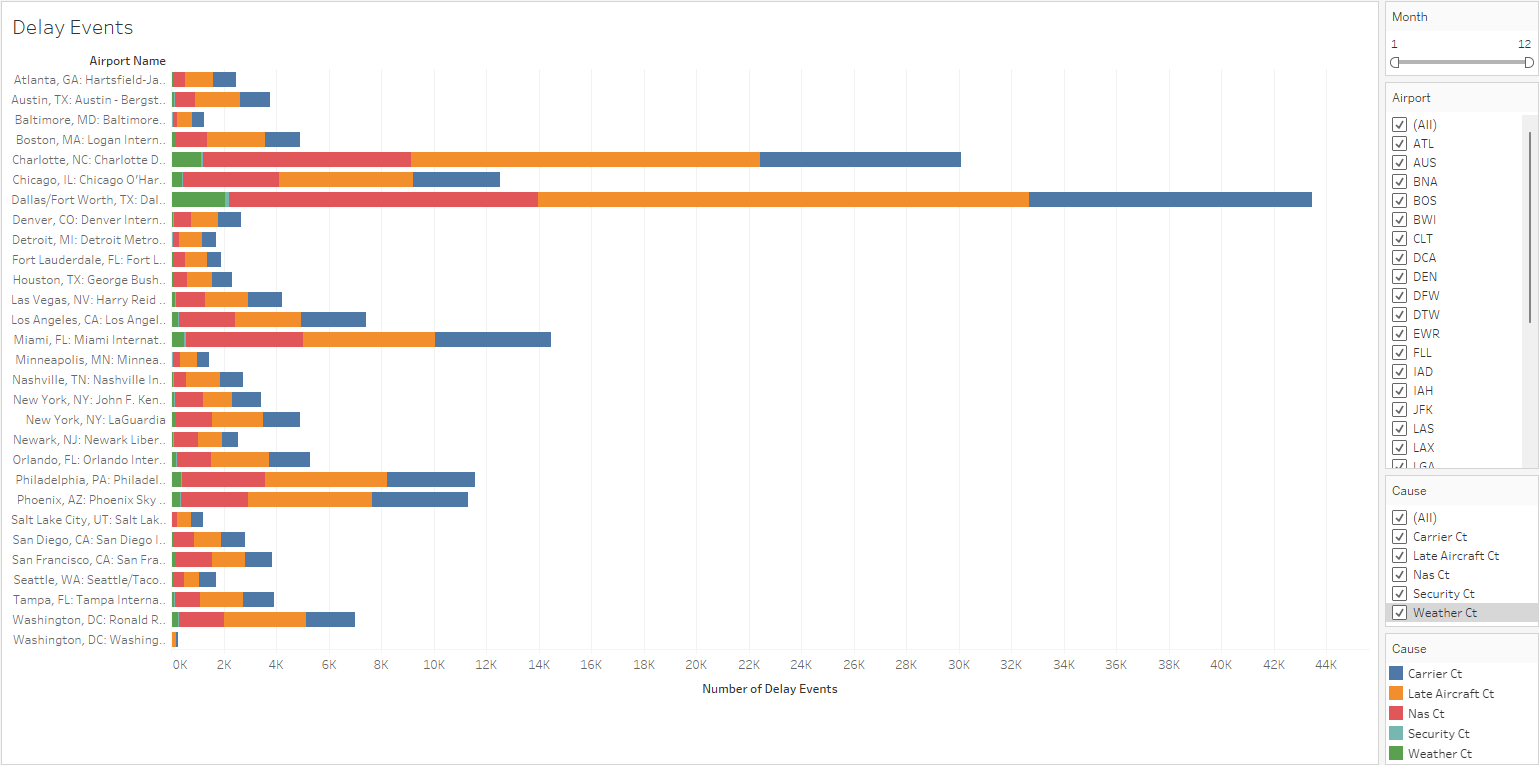 Delay Events
Airport Name
Atlanta, GA: Hartsfield-Ja..
Austin, TX: Austin - Bergst..
Baltimore, MD: Baltimore..
Boston, MA: Logan Intern..
Charlotte, NC: Charlotte D..
Chicago, IL: Chicago O'Har..
Dallas/Fort Worth, TX: Dal..
Denver, CO: Denver Intern..
Detroit, MI: Detroit Metro..
Fort Lauderdale, FL: Fort L..
Houston, TX: George Bush..
Las Vegas, NV: Harry Reid ..
Los Angeles, CA: Los Angel..
Miami, FL: Miami Internat..
Minneapolis, MN: Minnea..
Nashville, TN: Nashville In..
New York, NY: John F. Ken..
New York, NY: LaGuardia
Newark, NJ: Newark Liber..
Orlando, FL: Orlando Inter..
Philadelphia, PA: Philadel..
Phoenix, AZ: Phoenix Sky ..
Salt Lake City, UT: Salt Lak..
San Diego, CA: San Diego I..
San Francisco, CA: San Fra..
Seattle, WA: Seattle/Taco..
Tampa, FL: Tampa Interna..
Washington, DC: Ronald R..
Washington, DC: Washing..
0K 2K 4K 6K 8K 10K 12K 14K 16K 18K 20K 22K 24K 26K 28K 30K 32K 34K 36K 38K 40K 42K 44K
Number of Delay Events
Month
1 12
Airport
(All)
ATL
AUS
BNA
BOS
BWI
CLT
DCA
DEN
DFW
DTW
EWR
FLL
IAD
IAH
JFK
LAS
LAX
LGA
Cause
(All)
Carrier Ct
Late Aircraft Ct
Nas Ct
Security Ct
Weather Ct
Cause
Carrier Ct
Late Aircraft Ct
Nas Ct
Security Ct
Weather Ct